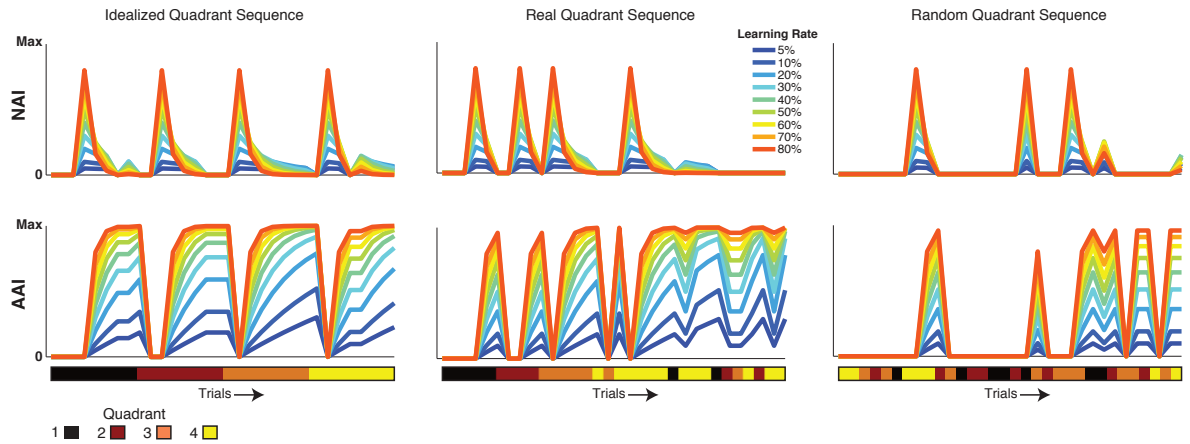 Idealized Quadrant Sequence
Real Quadrant Sequence
Random Quadrant Sequence
Max
NAI
0
Learning Rate
5%
10%
20%
30%
40%
50%
60%
70%
80%
Max
AAI
0
Trials
Trials
Trials
Quadrant
1 2 3 4